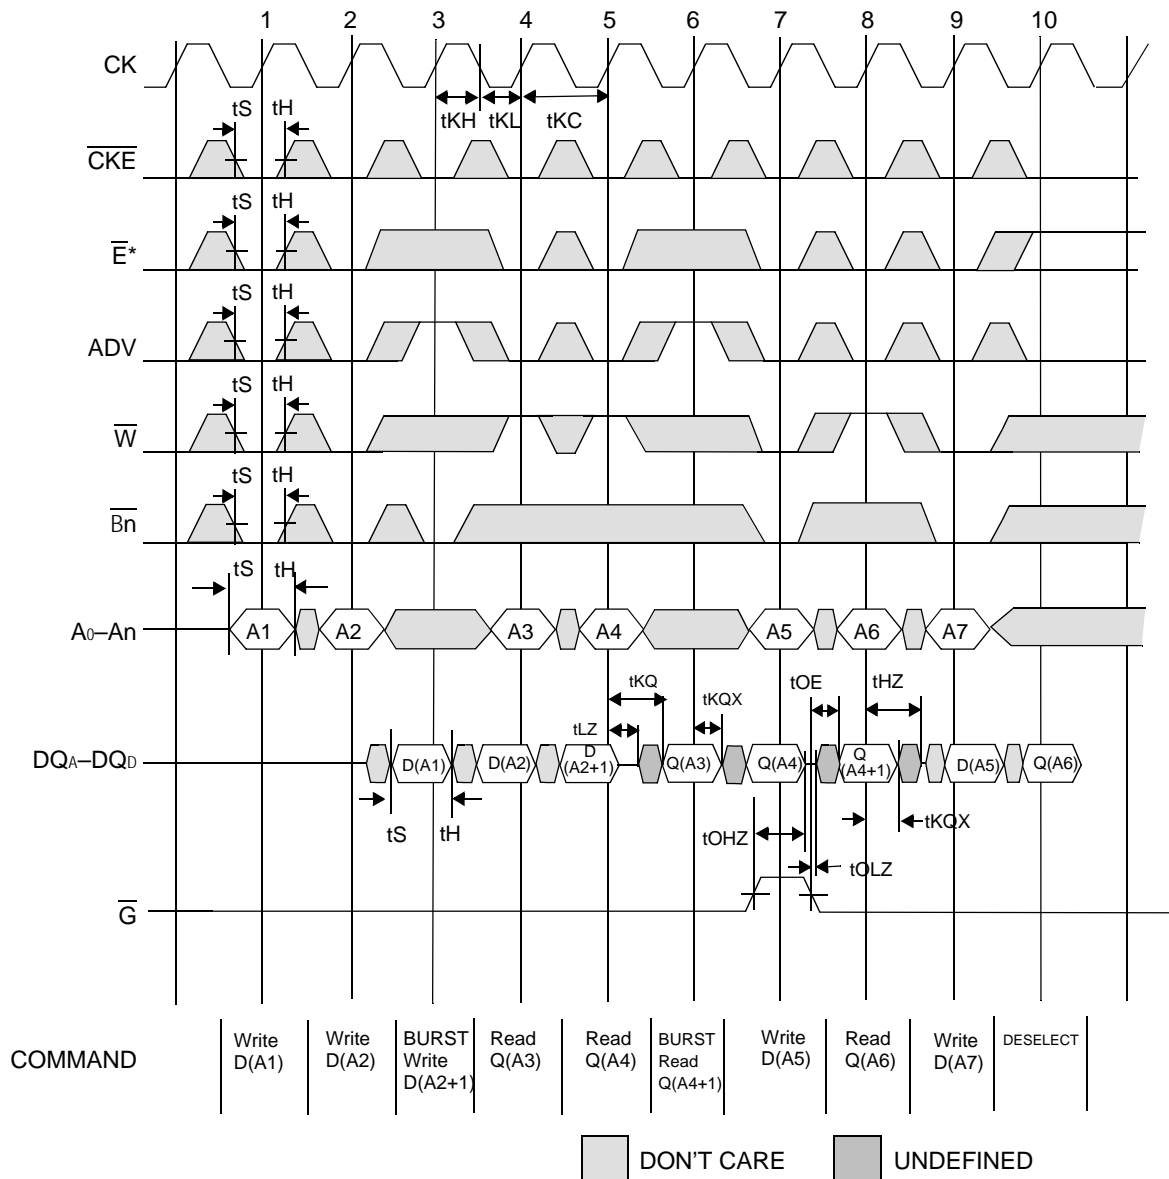 1 2 3 4 5 6 7 8 9 10
CK
tKH tKL tKC
tS tH
CKE
tS tH
E*
tS tH
ADV
tS tH
W
tS tH
Bn
tS tH
A0–An A1 A2 A3 A4 A5 A6 A7
tKQ tKQX tOE tHZ
tLZ
DQA–DQD D(A1) D(A2) D (A2+1) Q(A3) Q(A4) Q (A4+1) D(A5) Q(A6)
tS tH tOHZ tKQX
tOLZ
G
COMMAND
Write D(A1)
Write D(A2)
BURST Write D(A2+1)
Read Q(A3)
Read Q(A4)
BURST Read Q(A4+1)
Write D(A5)
Read Q(A6)
Write D(A7)
DESELECT
DON'T CARE UNDEFINED